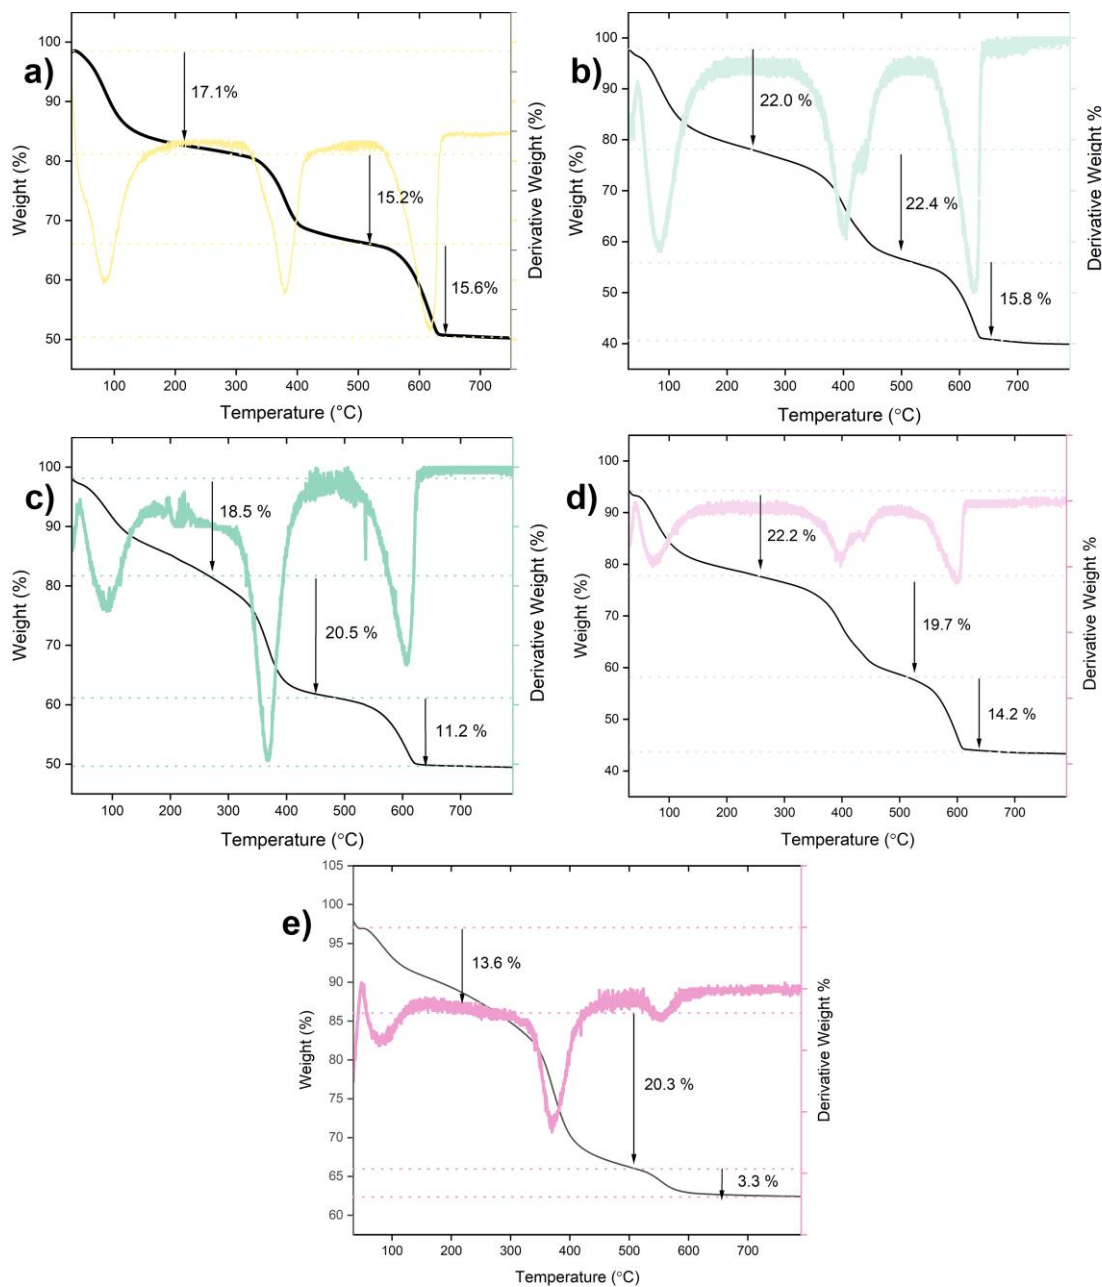 a)
100
90
80
70
60
50
Weight (%)
17.1%
15.2%
15.6%
Derivative Weight (%)
100 200 300 400 500 600 700
Temperature (°C)
b)
100
90
80
70
60
50
40
Weight (%)
22.0 %
22.4 %
15.8 %
Derivative Weight %
100 200 300 400 500 600 700
Temperature (°C)
c)
100
90
80
70
60
50
Weight (%)
18.5 %
20.5 %
11.2 %
Derivative Weight (%)
100 200 300 400 500 600 700
Temperature (°C)
d)
100
90
80
70
60
50
40
Weight (%)
22.2 %
19.7 %
14.2 %
Derivative Weight %
100 200 300 400 500 600 700
Temperature (°C)
e)
105
100
95
90
85
80
75
70
65
60
Weight (%)
13.6 %
20.3 %
3.3 %
Derivative Weight %
100 200 300 400 500 600 700
Temperature (°C)